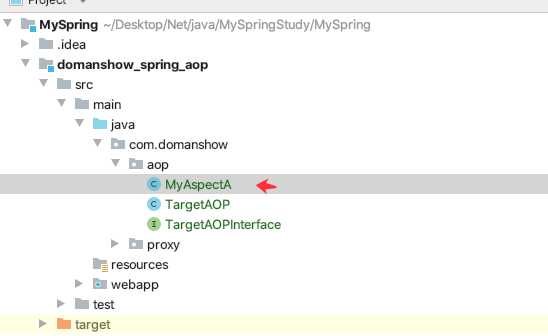 Project
MySpring ~/Desktop/Net/java/MySpringStudy/MySpring
.idea
domanshow_spring_aop
src
main
java
com.domanshow
aop
C MyAspectA
C TargetAOP
I TargetAOPInterface
proxy
resources
webapp
test
target